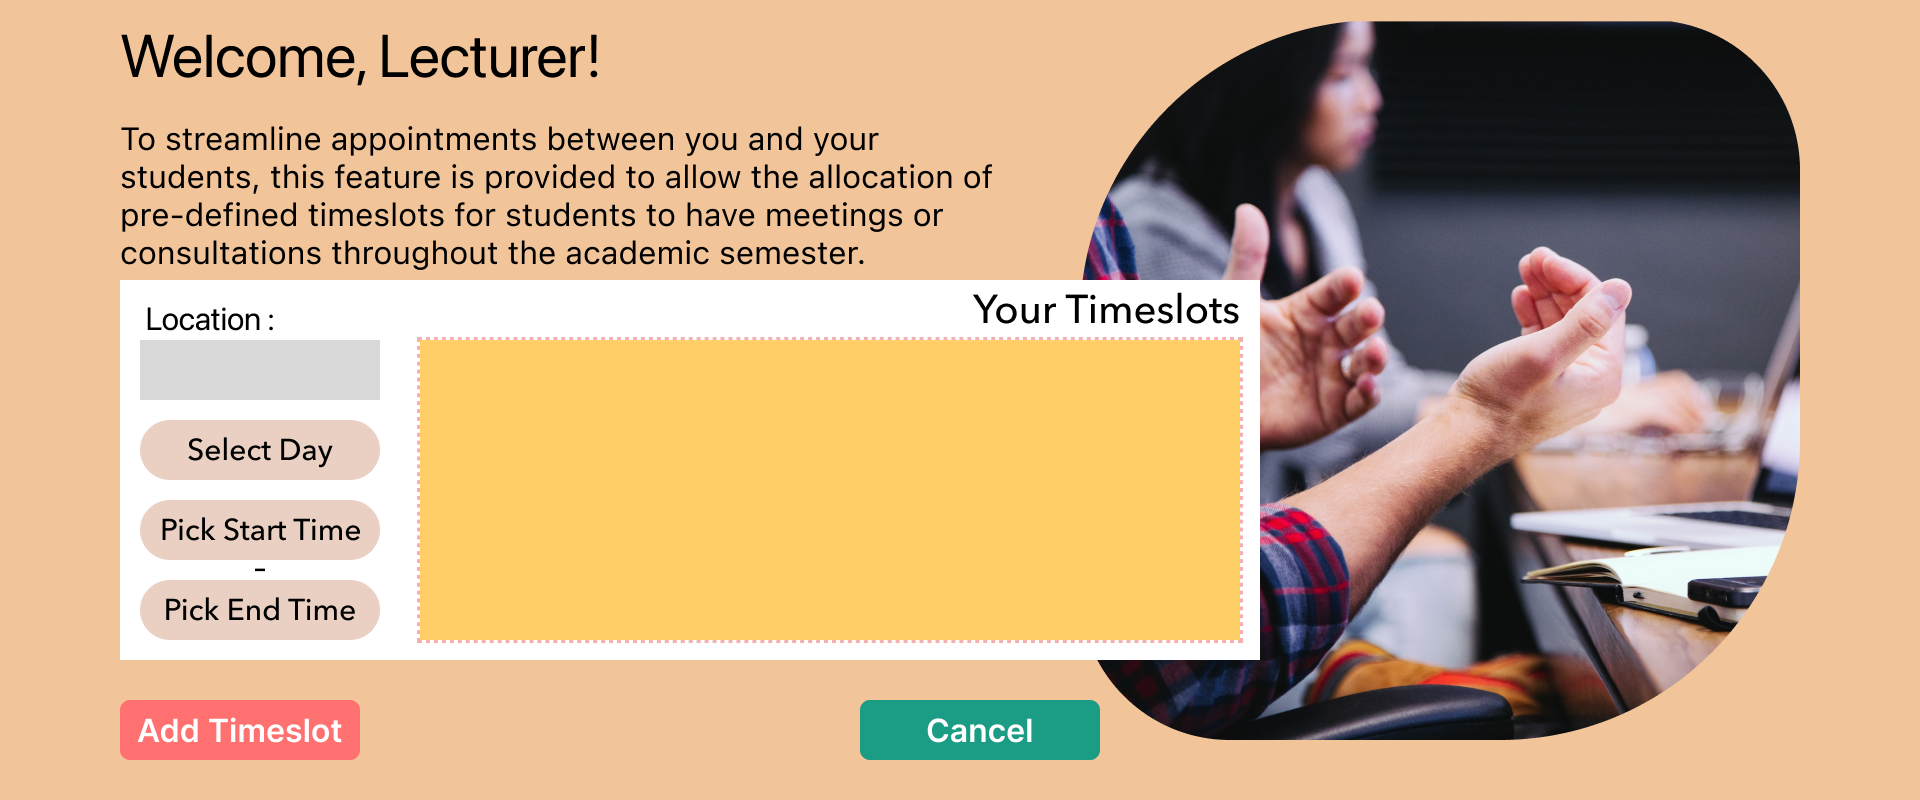 Welcome, Lecturer!
To streamline appointments between you and your
students, this feature is provided to allow the allocation of
pre-defined timeslots for students to have meetings or
consultations throughout the academic semester.
Location :
Your Timeslots
Select Day
Pick Start Time
-
Pick End Time
Add Timeslot
Cancel